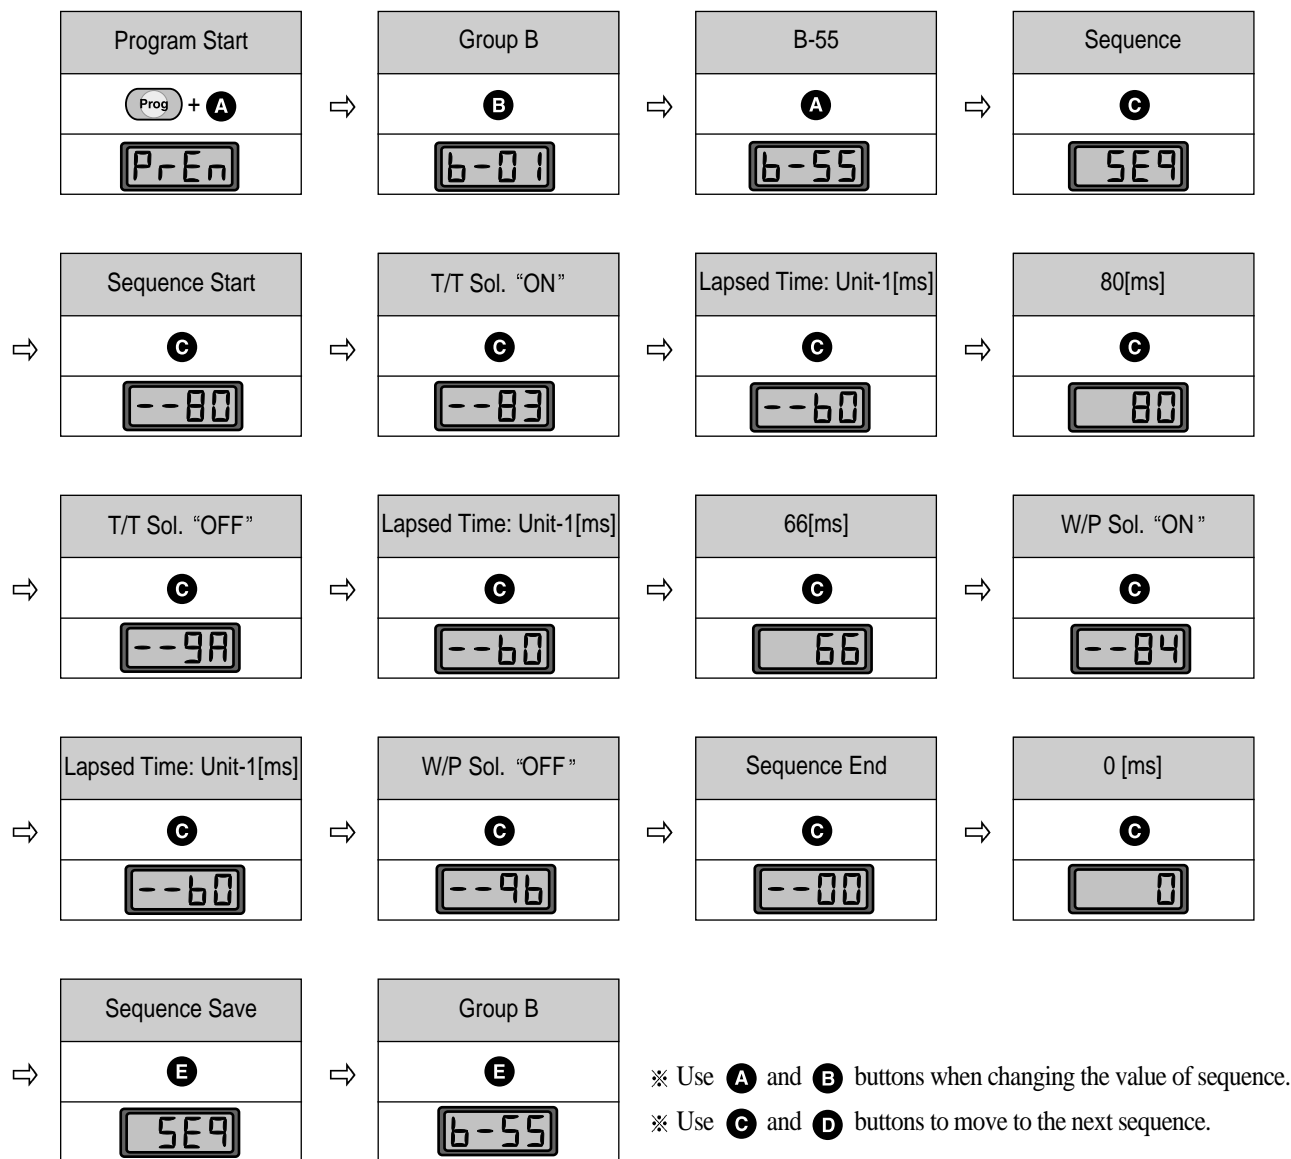 Program Start
Group B
B-55
Sequence
Prog + A
⇨
B
⇨
A
⇨
C
PrEn
b-01
b-55
SEq
Sequence Start
T/T Sol. “ON”
Lapsed Time: Unit-1[ms]
80[ms]
⇨
C
⇨
C
⇨
C
⇨
C
--80
--83
--b0
80
T/T Sol. “OFF”
Lapsed Time: Unit-1[ms]
66[ms]
W/P Sol. “ON”
⇨
C
⇨
C
⇨
C
⇨
C
--9A
--b0
66
--84
Lapsed Time: Unit-1[ms]
W/P Sol. “OFF”
Sequence End
0 [ms]
⇨
C
⇨
C
⇨
C
⇨
C
--b0
--9b
--00
0
Sequence Save
Group B
⇨
E
⇨
E
SEq
b-55
※ Use A and B buttons when changing the value of sequence.
※ Use C and D buttons to move to the next sequence.